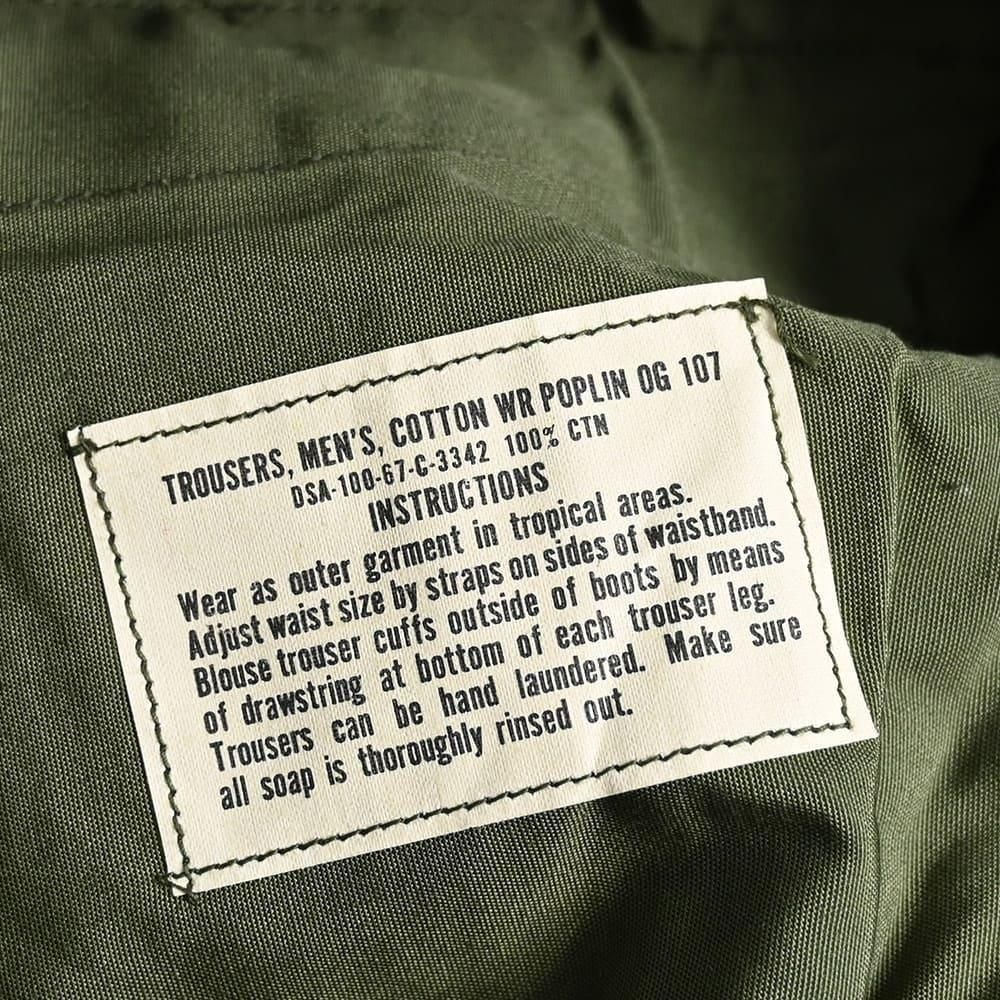 TROUSERS, MEN'S, COTTON WR POPLIN OG 107
DSA-100-67-C-3342 100% CTN
INSTRUCTIONS
Wear as outer garment in tropical areas.
Adjust waist size by straps on sides of waistband.
Blouse trouser cuffs outside of boots by means
of drawstring at bottom of each trouser leg.
Trousers can be hand laundered. Make sure
all soap is thoroughly rinsed out.